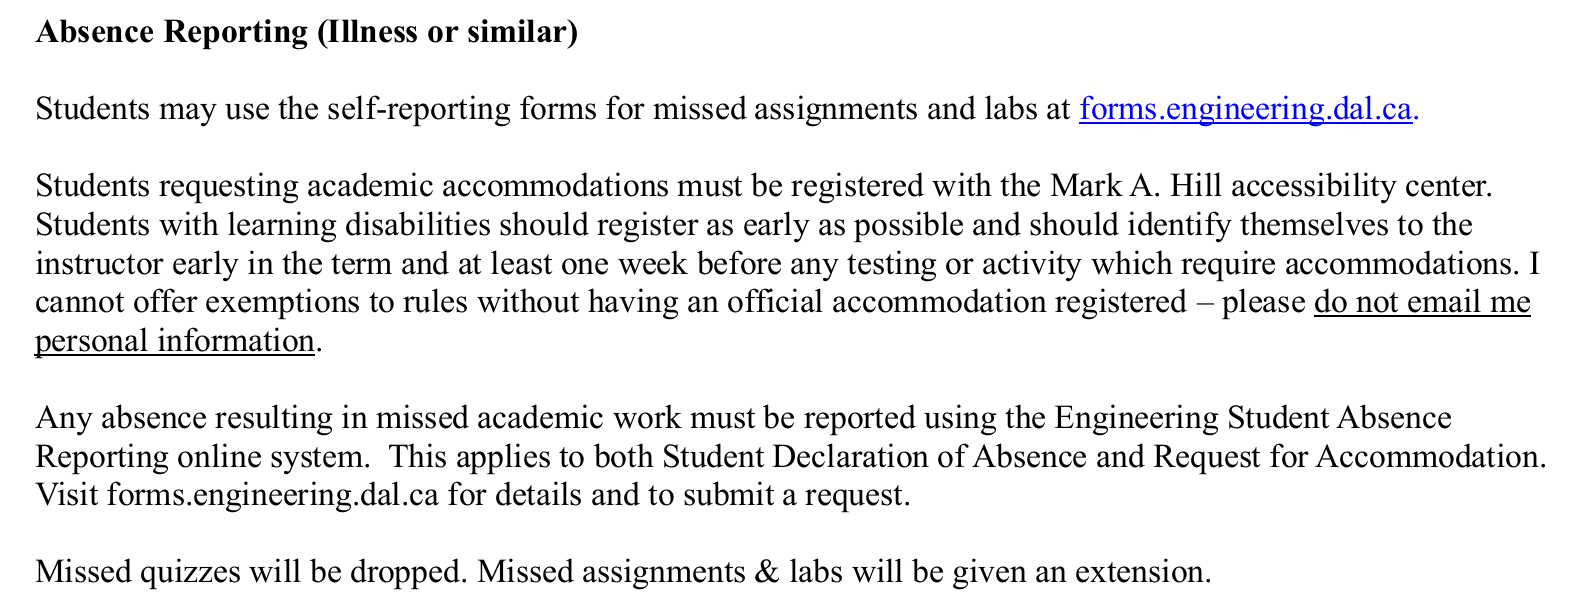 Absence Reporting (Illness or similar)
Students may use the self-reporting forms for missed assignments and labs at forms.engineering.dal.ca.
Students requesting academic accommodations must be registered with the Mark A. Hill accessibility center.
Students with learning disabilities should register as early as possible and should identify themselves to the
instructor early in the term and at least one week before any testing or activity which require accommodations. I
cannot offer exemptions to rules without having an official accommodation registered – please do not email me
personal information.
Any absence resulting in missed academic work must be reported using the Engineering Student Absence
Reporting online system.  This applies to both Student Declaration of Absence and Request for Accommodation.
Visit forms.engineering.dal.ca for details and to submit a request.
Missed quizzes will be dropped. Missed assignments & labs will be given an extension.